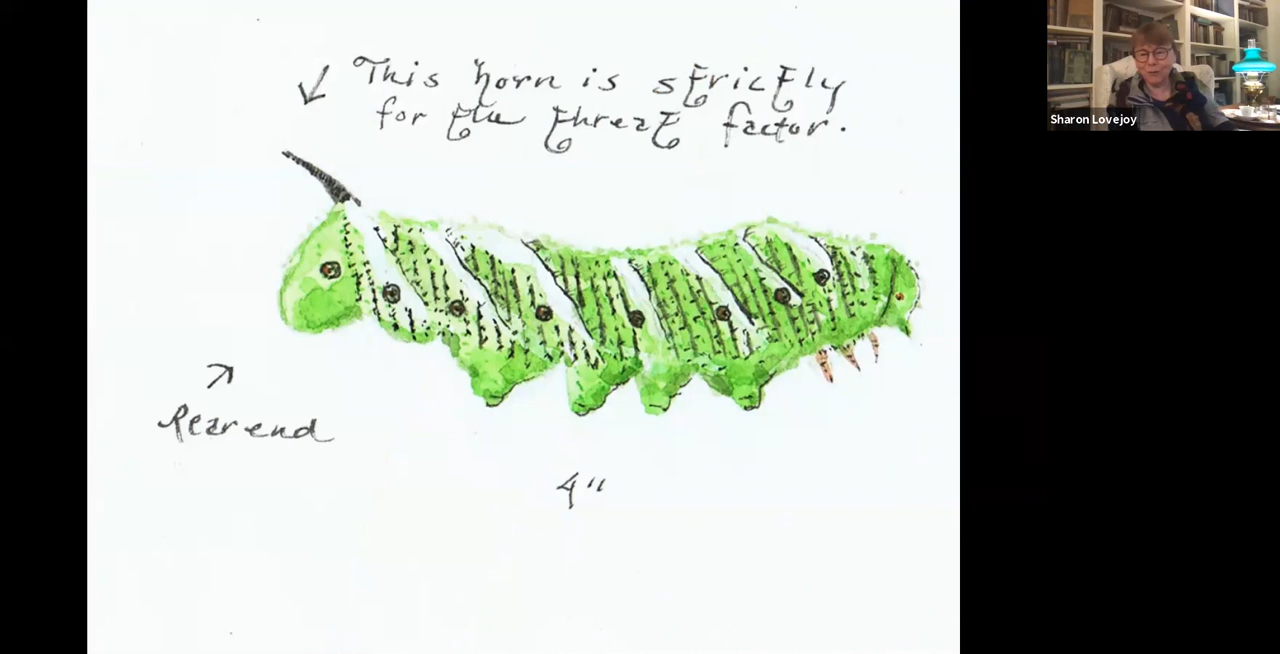 This horn is strictly
for the threat factor.
Rear end
4"
Sharon Lovejoy